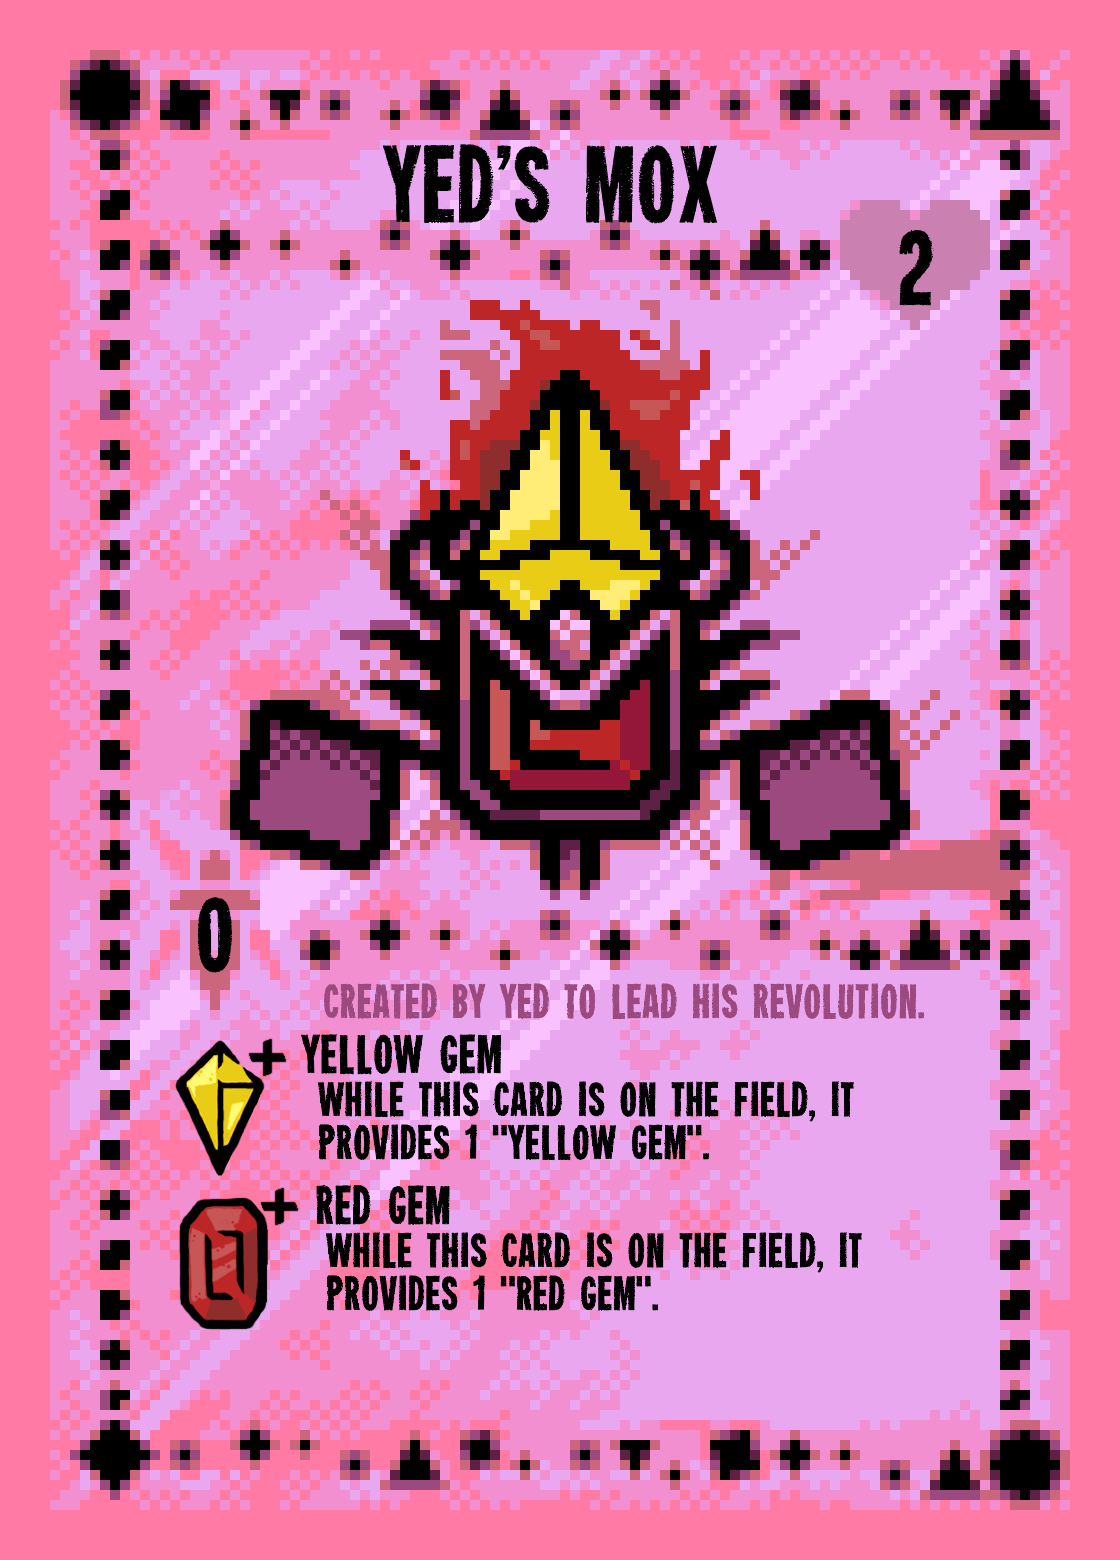 YED'S MOX
2
0
CREATED BY YED TO LEAD HIS REVOLUTION.
+ YELLOW GEM
WHILE THIS CARD IS ON THE FIELD, IT
PROVIDES 1 "YELLOW GEM".
+ RED GEM
WHILE THIS CARD IS ON THE FIELD, IT
PROVIDES 1 "RED GEM".